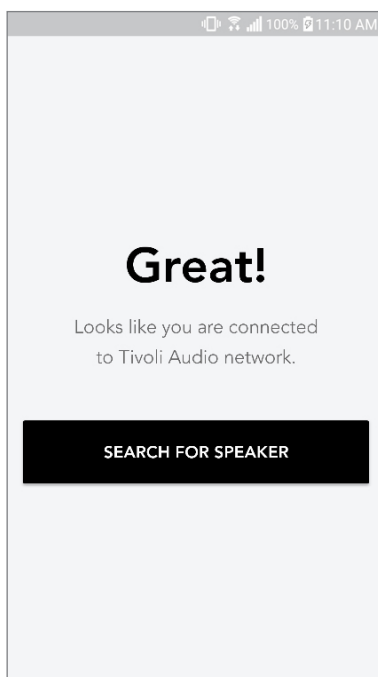 100% 11:10 AM
Great!
Looks like you are connected
to Tivoli Audio network.
SEARCH FOR SPEAKER